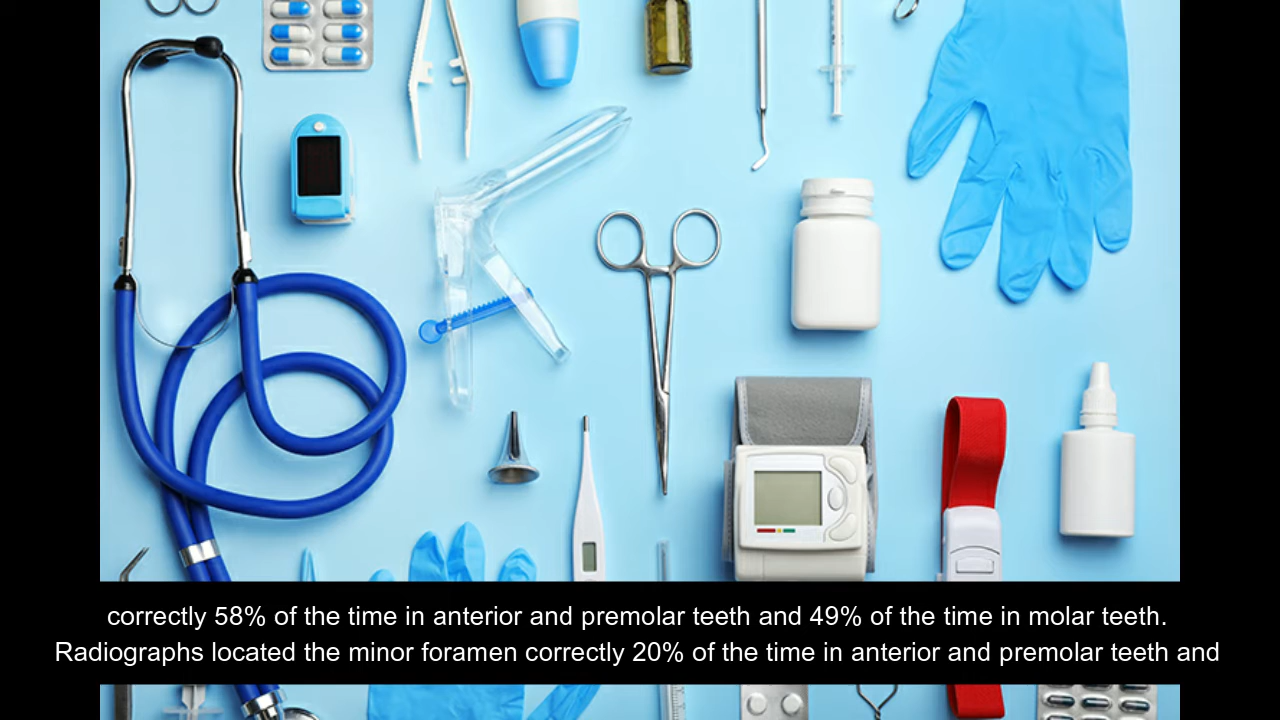 correctly 58% of the time in anterior and premolar teeth and 49% of the time in molar teeth.
Radiographs located the minor foramen correctly 20% of the time in anterior and premolar teeth and